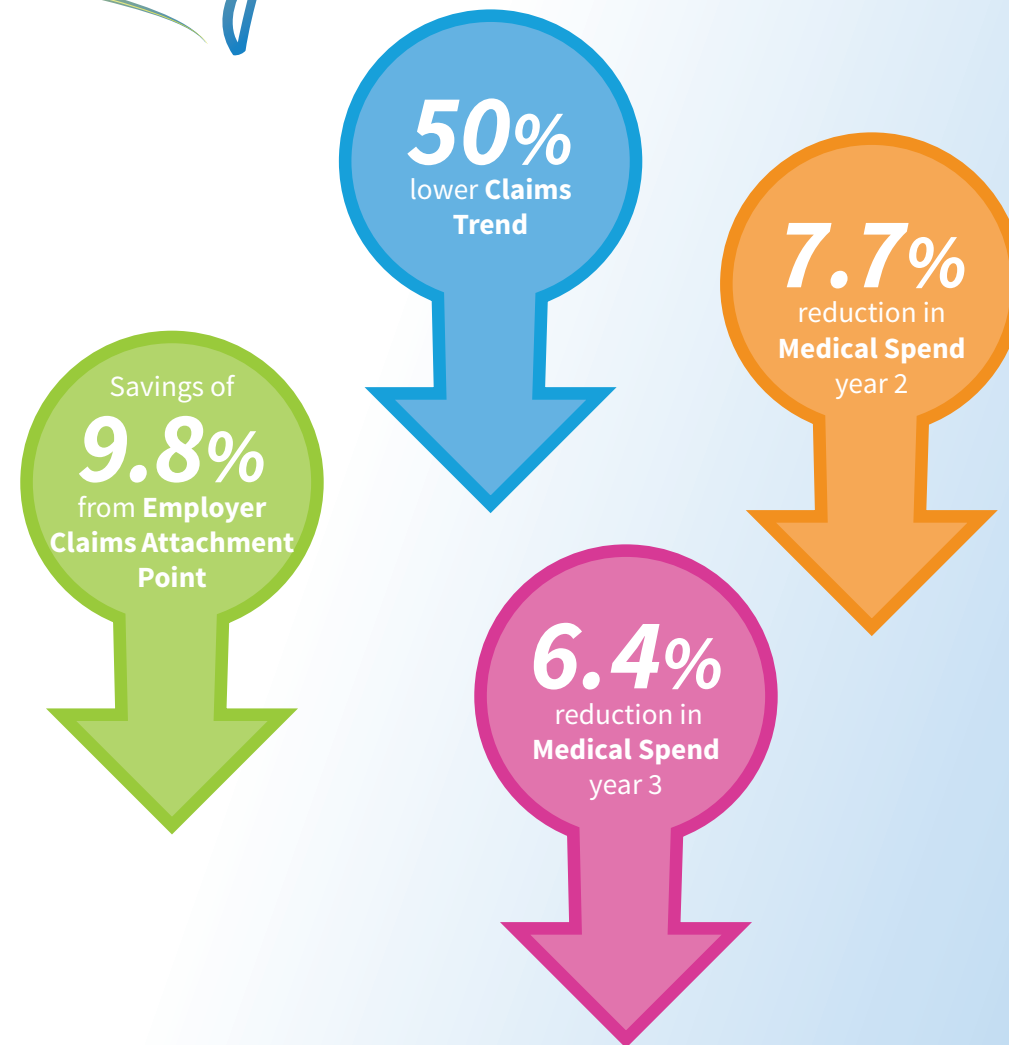 50%
lower Claims
Trend
7.7%
reduction in
Medical Spend
year 2
Savings of
9.8%
from Employer
Claims Attachment
Point
6.4%
reduction in
Medical Spend
year 3